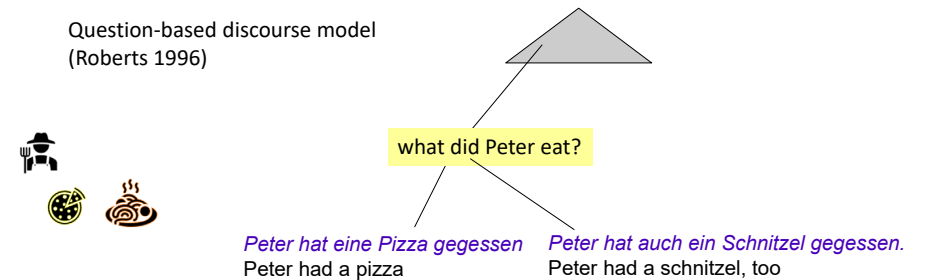 Question-based discourse model
(Roberts 1996)
what did Peter eat?
Peter hat eine Pizza gegessen
Peter had a pizza
Peter hat auch ein Schnitzel gegessen.
Peter had a schnitzel, too